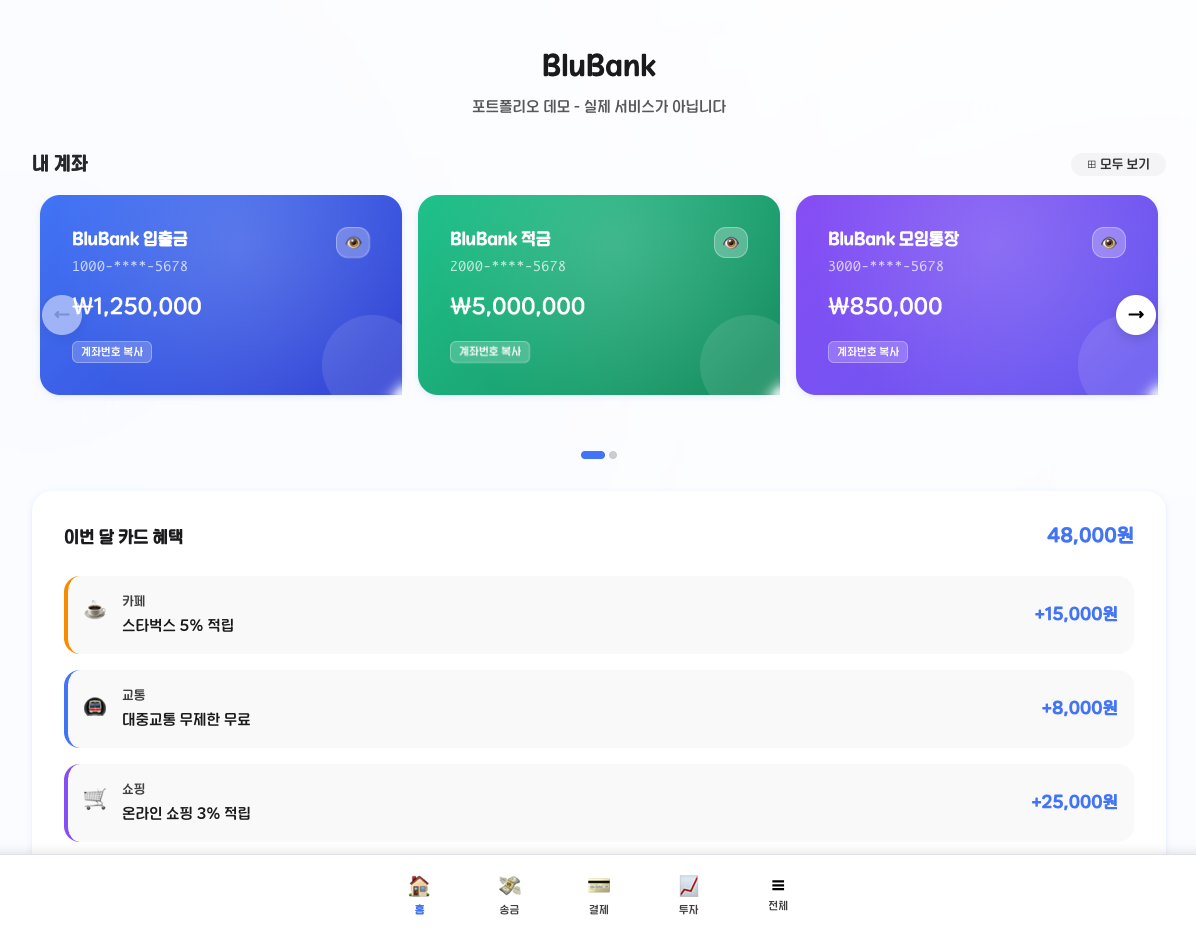 BluBank
포트폴리오 데모 - 실제 서비스가 아닙니다
내 계좌
⊞ 모두 보기
BluBank 입출금
1000-****-5678
₩1,250,000
계좌번호 복사
BluBank 적금
2000-****-5678
₩5,000,000
계좌번호 복사
BluBank 모임통장
3000-****-5678
₩850,000
계좌번호 복사
이번 달 카드 혜택
48,000원
카페
스타벅스 5% 적립
+15,000원
교통
대중교통 무제한 무료
+8,000원
쇼핑
온라인 쇼핑 3% 적립
+25,000원
홈
송금
결제
투자
전체